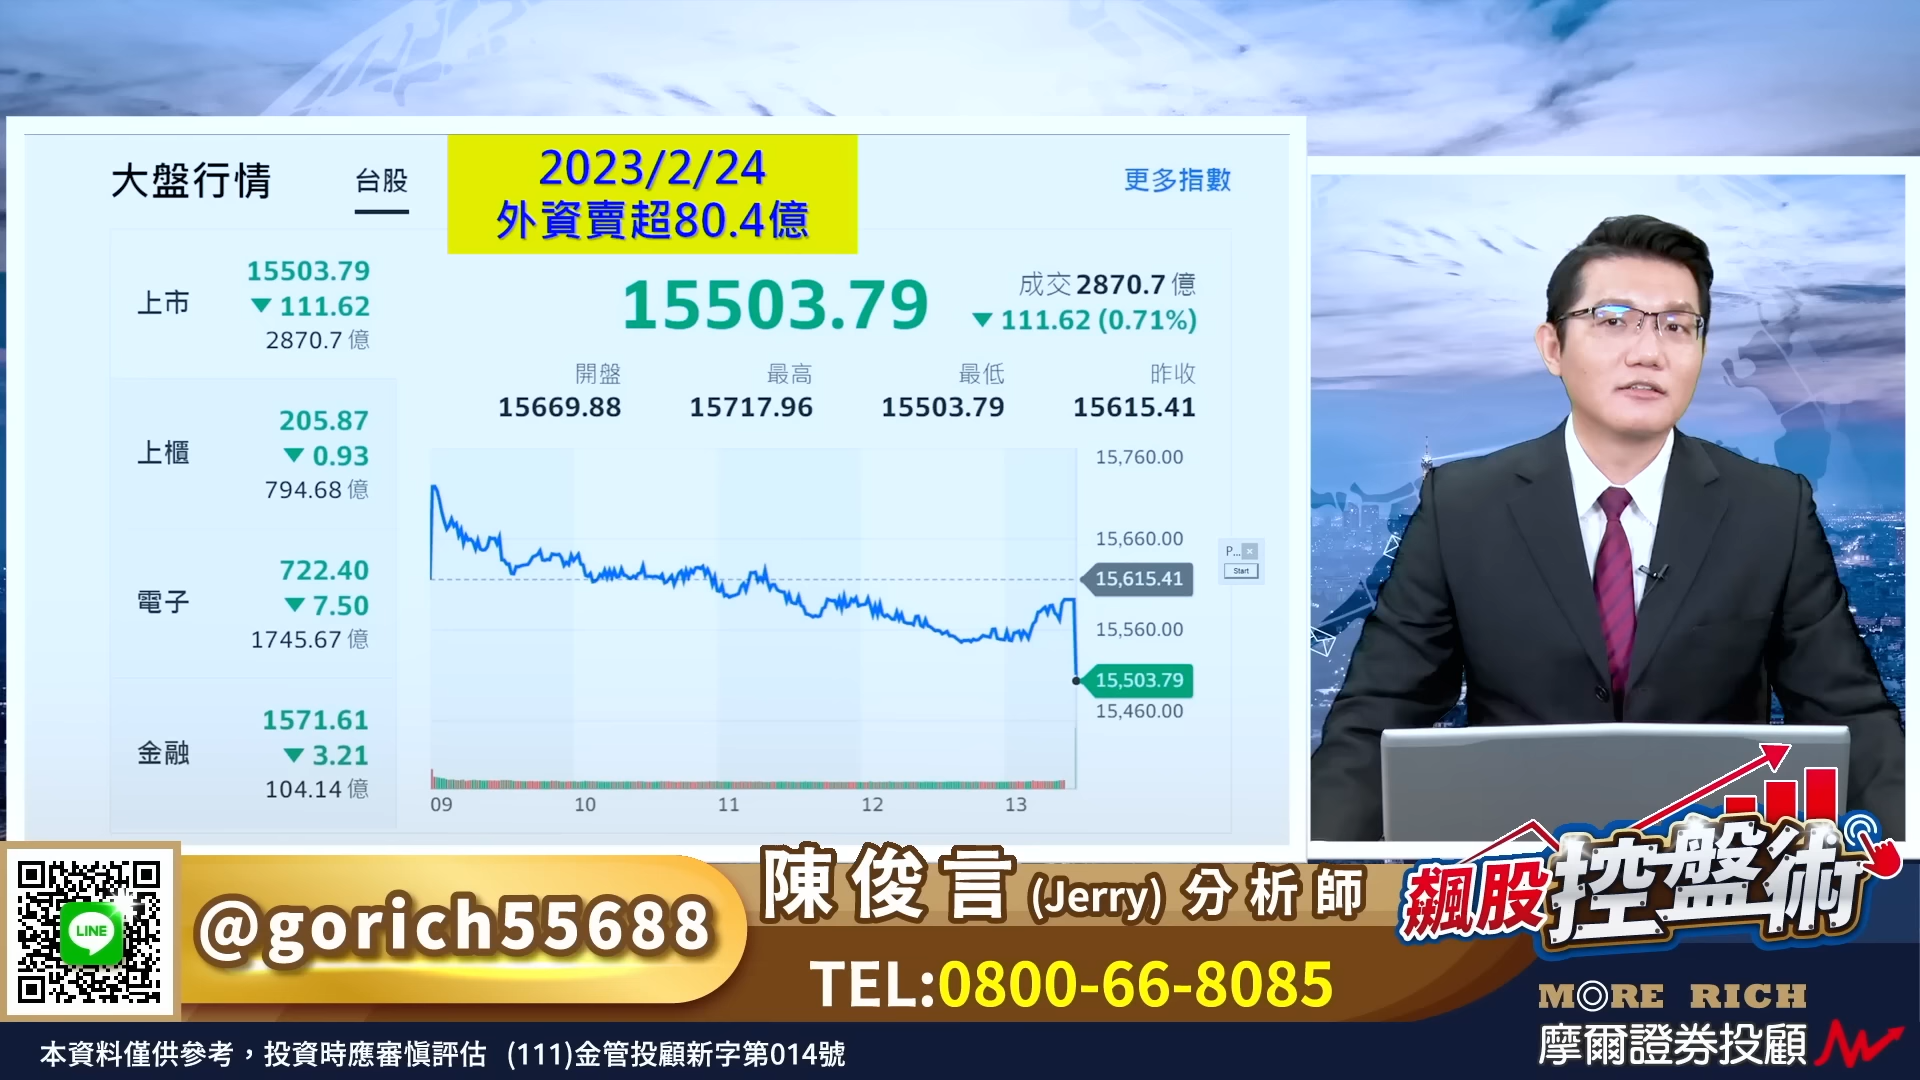 大盤行情
台股
2023/2/24
外資賣超80.4億
更多指數
上市
15503.79
▼ 111.62
2870.7 億
上櫃
205.87
▼ 0.93
794.68 億
電子
722.40
▼ 7.50
1745.67 億
金融
1571.61
▼ 3.21
104.14 億
15503.79
成交 2870.7 億
▼ 111.62 (0.71%)
開盤 最高 最低 昨收
15669.88 15717.96 15503.79 15615.41
15,760.00
15,660.00
15,615.41
15,560.00
15,503.79
15,460.00
09 10 11 12 13
P...
Start
LINE
@gorich55688
陳俊言 (Jerry) 分析師
TEL:0800-66-8085
飆股控盤術
MORE RICH
摩爾證券投顧
本資料僅供參考，投資時應審慎評估 (111)金管投顧新字第014號